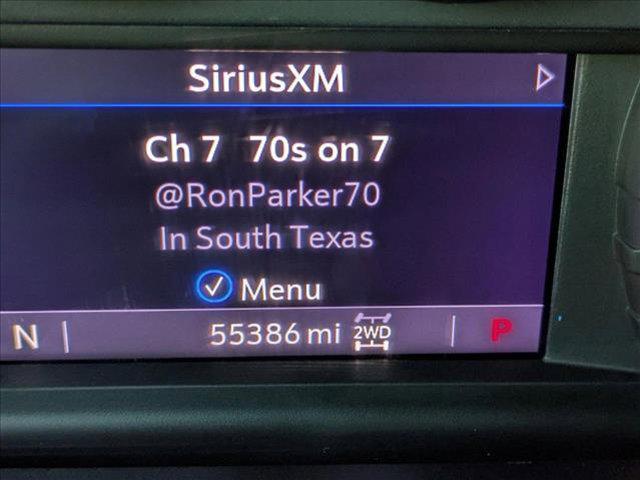 SiriusXM
Ch 7 70s on 7
@RonParker70
In South Texas
Menu
N 55386 mi 2WD P